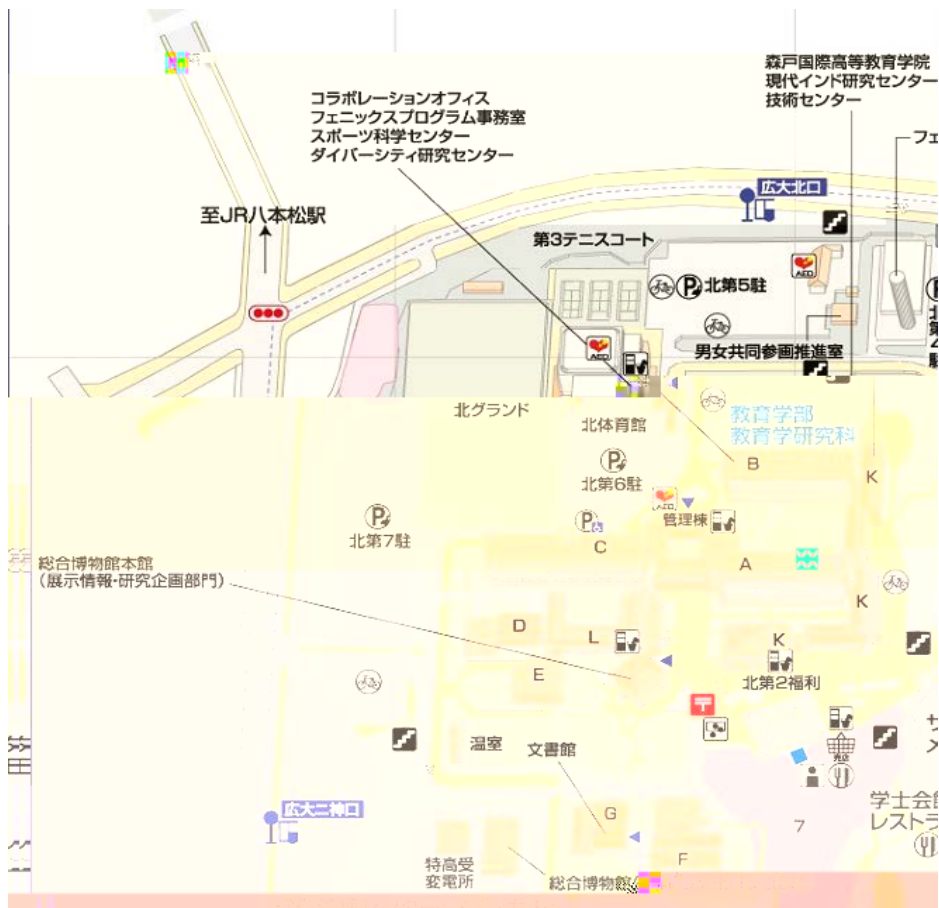 森戸国際高等教育学院
現代インド研究センター
技術センター
コラボレーションオフィス
フェニックスプログラム事務室
スポーツ科学センター
ダイバーシティ研究センター
フェ
広大北口
至JR八本松駅
第3テニスコート
AED
P 北第5駐
男女共同参画推進室
AED
北グランド
北体育館
教育学部
教育学研究科
B
K
P
北第6駐
AED
管理棟
P
北第7駐
P
C
A
総合博物館本館
(展示情報・研究企画部門)
K
D
L
K
E
北第2福利
〒
温室
文書館
売店
サ
メ
広大二神口
学士会
レストラ
G
7
F
特高受
変電所
総合博物館